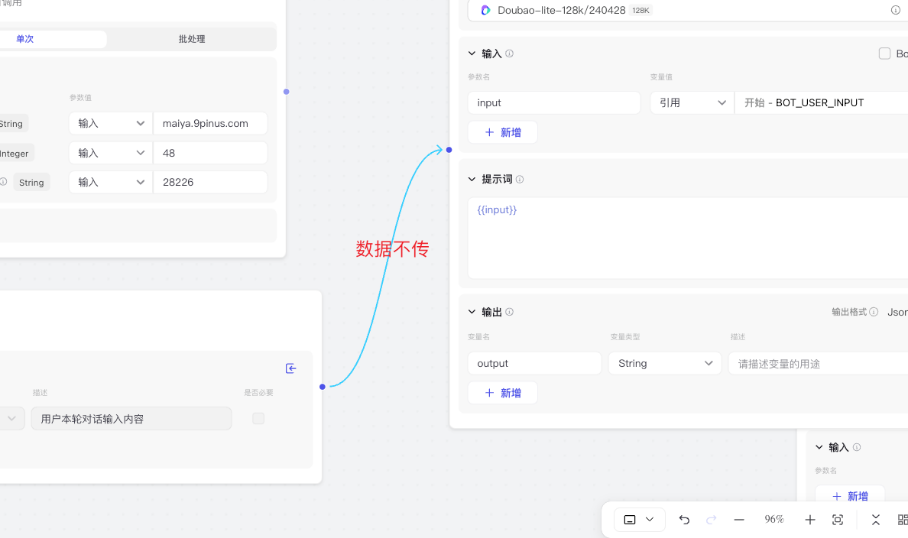 调用
单次 批处理
参数值
String 输入 maiya.9pinus.com
Integer 输入 48
String 输入 28226
描述 是否必要
用户本轮对话输入内容
数据不传
Doubao-lite-128k/240428 128K
输入
参数名 变量值
input 引用 开始 - BOT_USER_INPUT
+ 新增
提示词
{{input}}
输出 输出格式
变量名 变量类型 描述
output String 请描述变量的用途
+ 新增
输入
参数名
+ 新增
96%